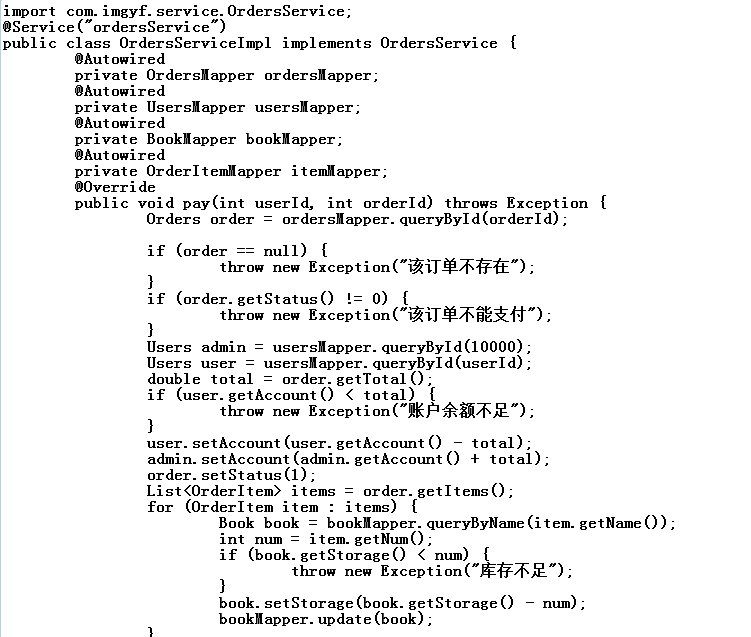 import com.imgyf.service.OrdersService;
@Service("ordersService")
public class OrdersServiceImpl implements OrdersService {
@Autowired
private OrdersMapper ordersMapper;
@Autowired
private UsersMapper usersMapper;
@Autowired
private BookMapper bookMapper;
@Autowired
private OrderItemMapper itemMapper;
@Override
public void pay(int userId, int orderId) throws Exception {
Orders order = ordersMapper.queryById(orderId);
if (order == null) {
throw new Exception("该订单不存在");
}
if (order.getStatus() != 0) {
throw new Exception("该订单不能支付");
}
Users admin = usersMapper.queryById(10000);
Users user = usersMapper.queryById(userId);
double total = order.getTotal();
if (user.getAccount() < total) {
throw new Exception("账户余额不足");
}
user.setAccount(user.getAccount() - total);
admin.setAccount(admin.getAccount() + total);
order.setStatus(1);
List<OrderItem> items = order.getItems();
for (OrderItem item : items) {
Book book = bookMapper.queryByName(item.getName());
int num = item.getNum();
if (book.getStorage() < num) {
throw new Exception("库存不足");
}
book.setStorage(book.getStorage() - num);
bookMapper.update(book);
}